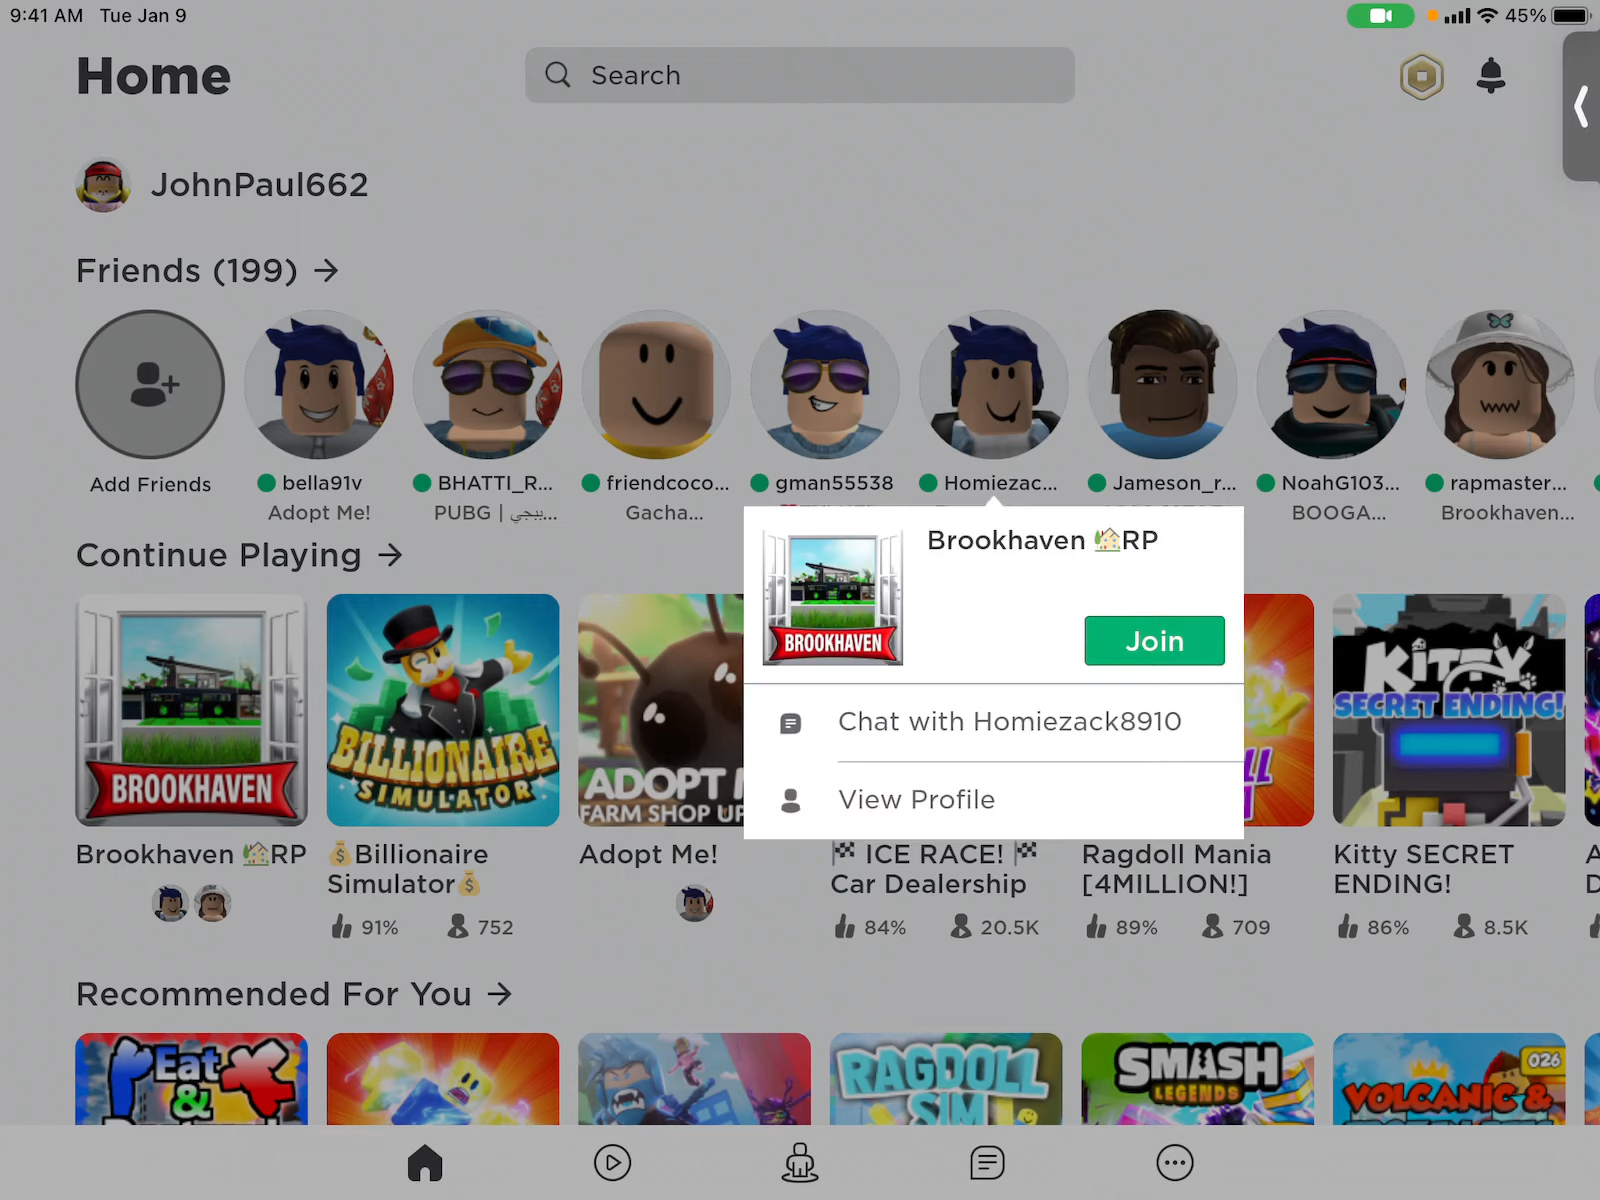 9:41 AM Tue Jan 9
45%
Home
Search
JohnPaul662
Friends (199) →
Add Friends
bella91v
Adopt Me!
BHATTI_R...
PUBG | ببجي...
friendcoco...
Gacha...
gman55538
Homiezac...
Jameson_r...
NoahG103...
BOOGA...
rapmaster...
Brookhaven...
Brookhaven 🏡RP
BROOKHAVEN
Join
Chat with Homiezack8910
View Profile
Continue Playing →
BROOKHAVEN
Brookhaven 🏡RP
BILLIONAIRE
SIMULATOR
💰Billionaire
Simulator💰
91% 752
ADOPT
FARM SHOP UP
Adopt Me!
🏁 ICE RACE! 🏁
Car Dealership
84% 20.5K
Ragdoll Mania
[4MILLION!]
89% 709
KITTY
SECRET ENDING!
Kitty SECRET
ENDING!
86% 8.5K
Recommended For You →
Eat
&
RAGDOLL
SIM
SMASH
LEGENDS
026
VOLCANIC &